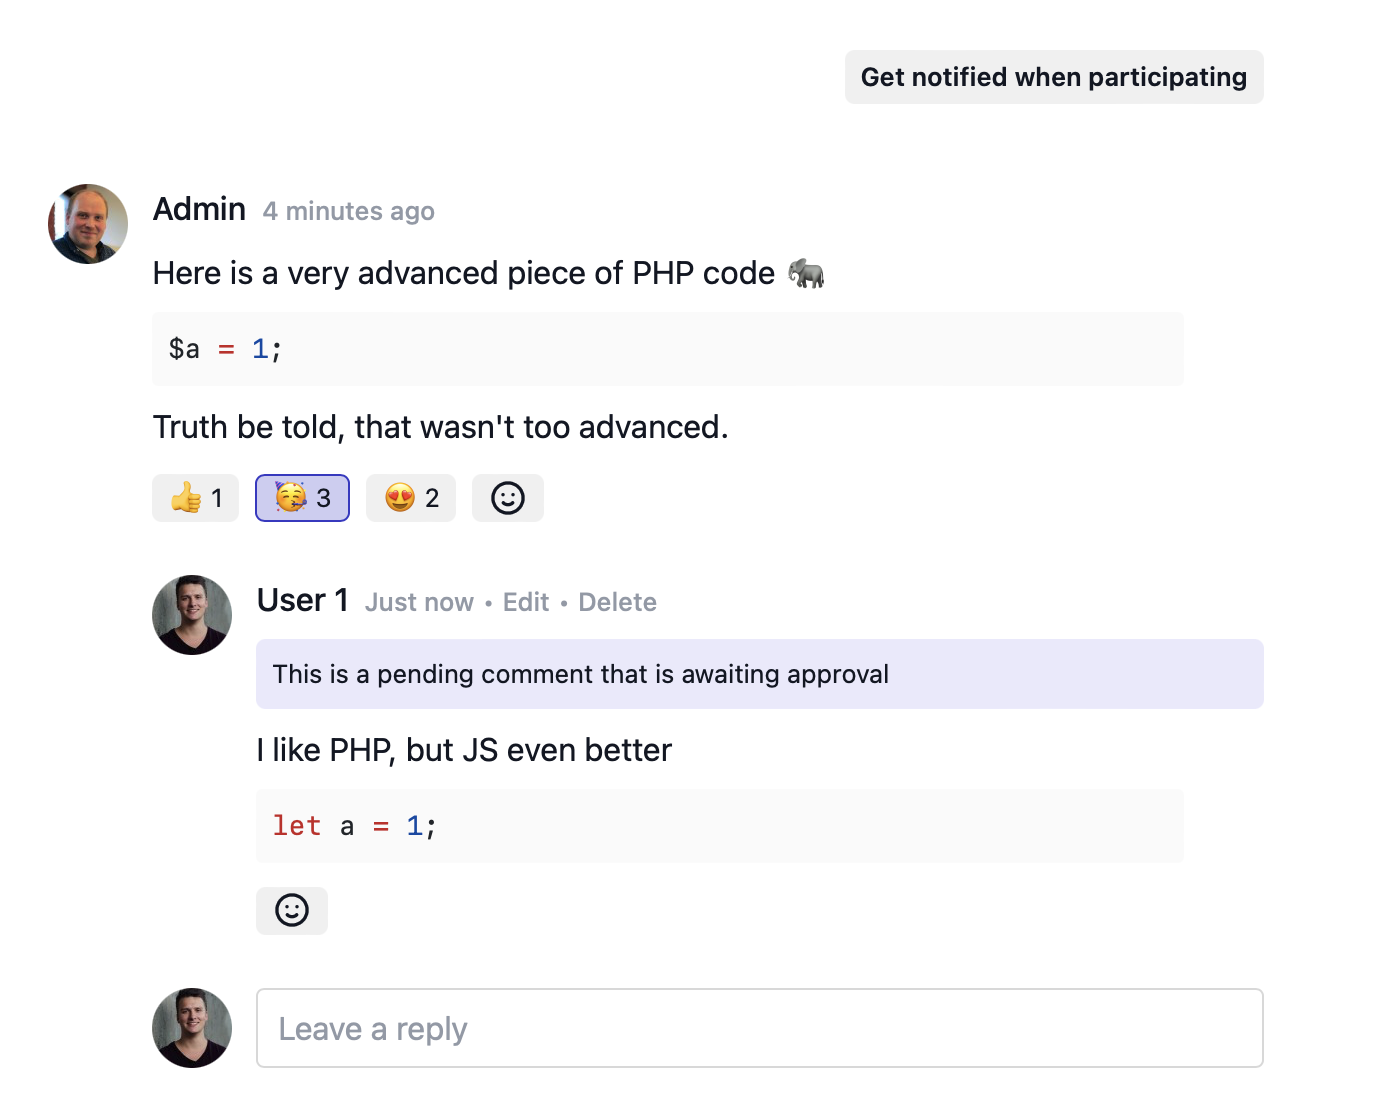 Get notified when participating
Admin 4 minutes ago
Here is a very advanced piece of PHP code 🐘
$a = 1;
Truth be told, that wasn't too advanced.
👍 1 🥳 3 😍 2
User 1 Just now • Edit • Delete
This is a pending comment that is awaiting approval
I like PHP, but JS even better
let a = 1;
Leave a reply